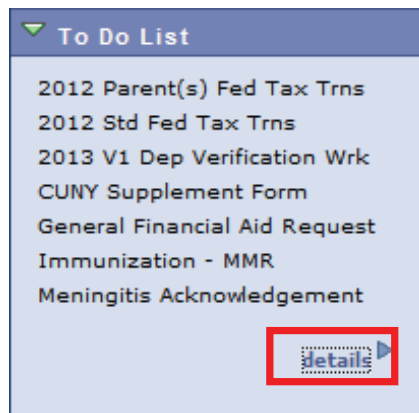 To Do List
2012 Parent(s) Fed Tax Trns
2012 Std Fed Tax Trns
2013 V1 Dep Verification Wrk
CUNY Supplement Form
General Financial Aid Request
Immunization - MMR
Meningitis Acknowledgement
details